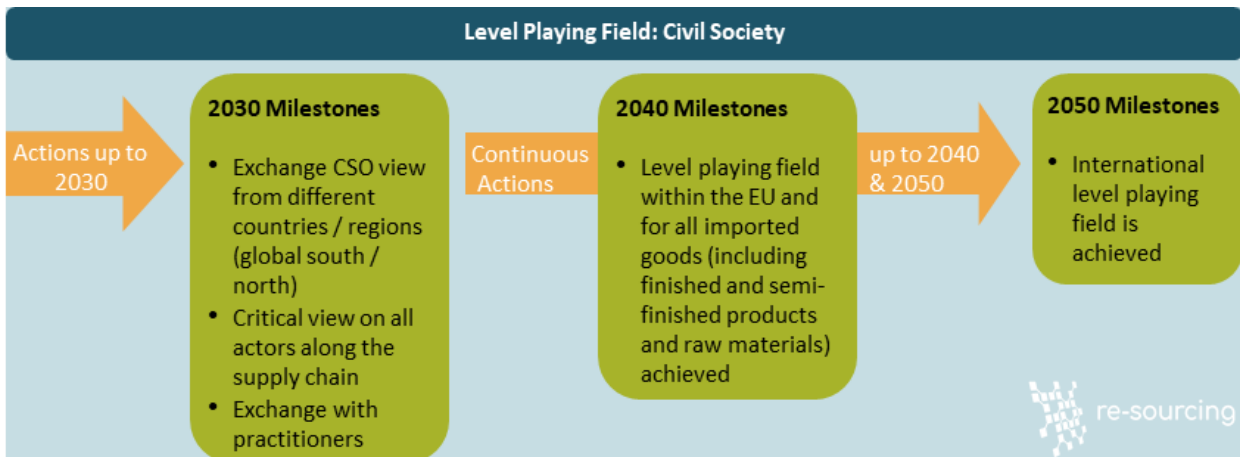 Level Playing Field: Civil Society
Actions up to
2030
2030 Milestones
• Exchange CSO view
from different
countries / regions
(global south /
north)
• Critical view on all
actors along the
supply chain
• Exchange with
practitioners
Continuous
Actions
2040 Milestones
• Level playing field
within the EU and
for all imported
goods (including
finished and semi-
finished products
and raw materials)
achieved
up to 2040
& 2050
2050 Milestones
• International
level playing
field is
achieved
re-sourcing